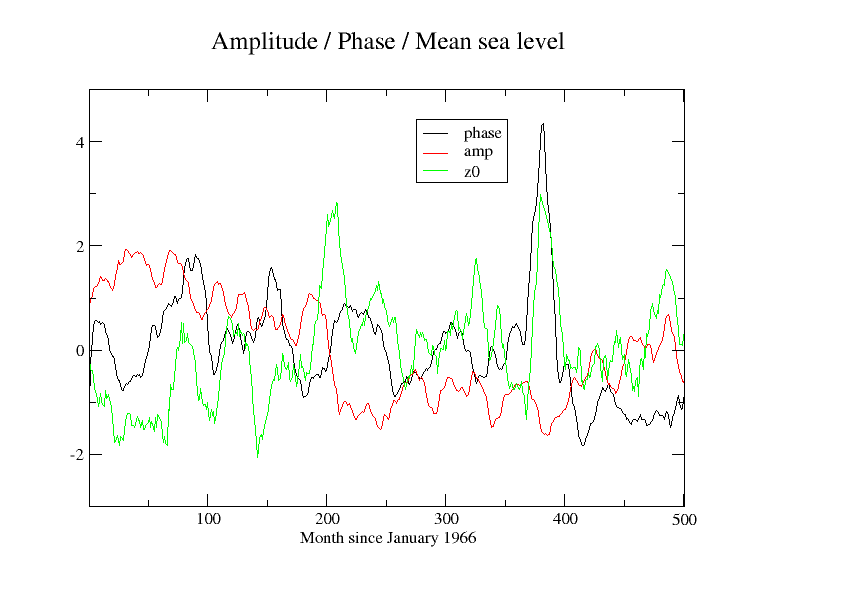 Amplitude / Phase / Mean sea level
phase
amp
z0
4
2
0
-2
100 200 300 400 500
Month since January 1966